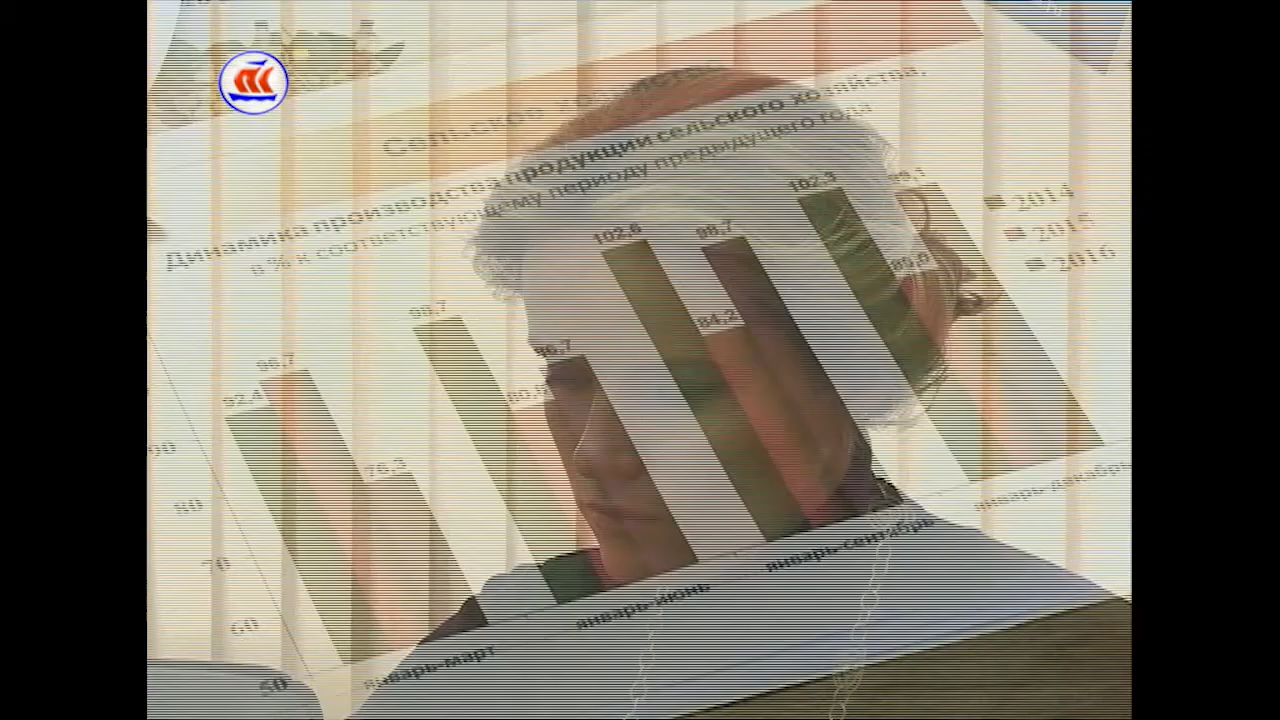 Сельское хозяйство
Динамика производства продукции сельского хозяйства,
в % к соответствующему периоду предыдущего года
2014
2015
2016
92,4
96,7
76,3
98,7
80,0
86,7
102,6
84,2
98,7
102,3
89,0
99,1
90
80
70
60
50
январь-март
январь-июнь
январь-сентябрь
январь-декабрь